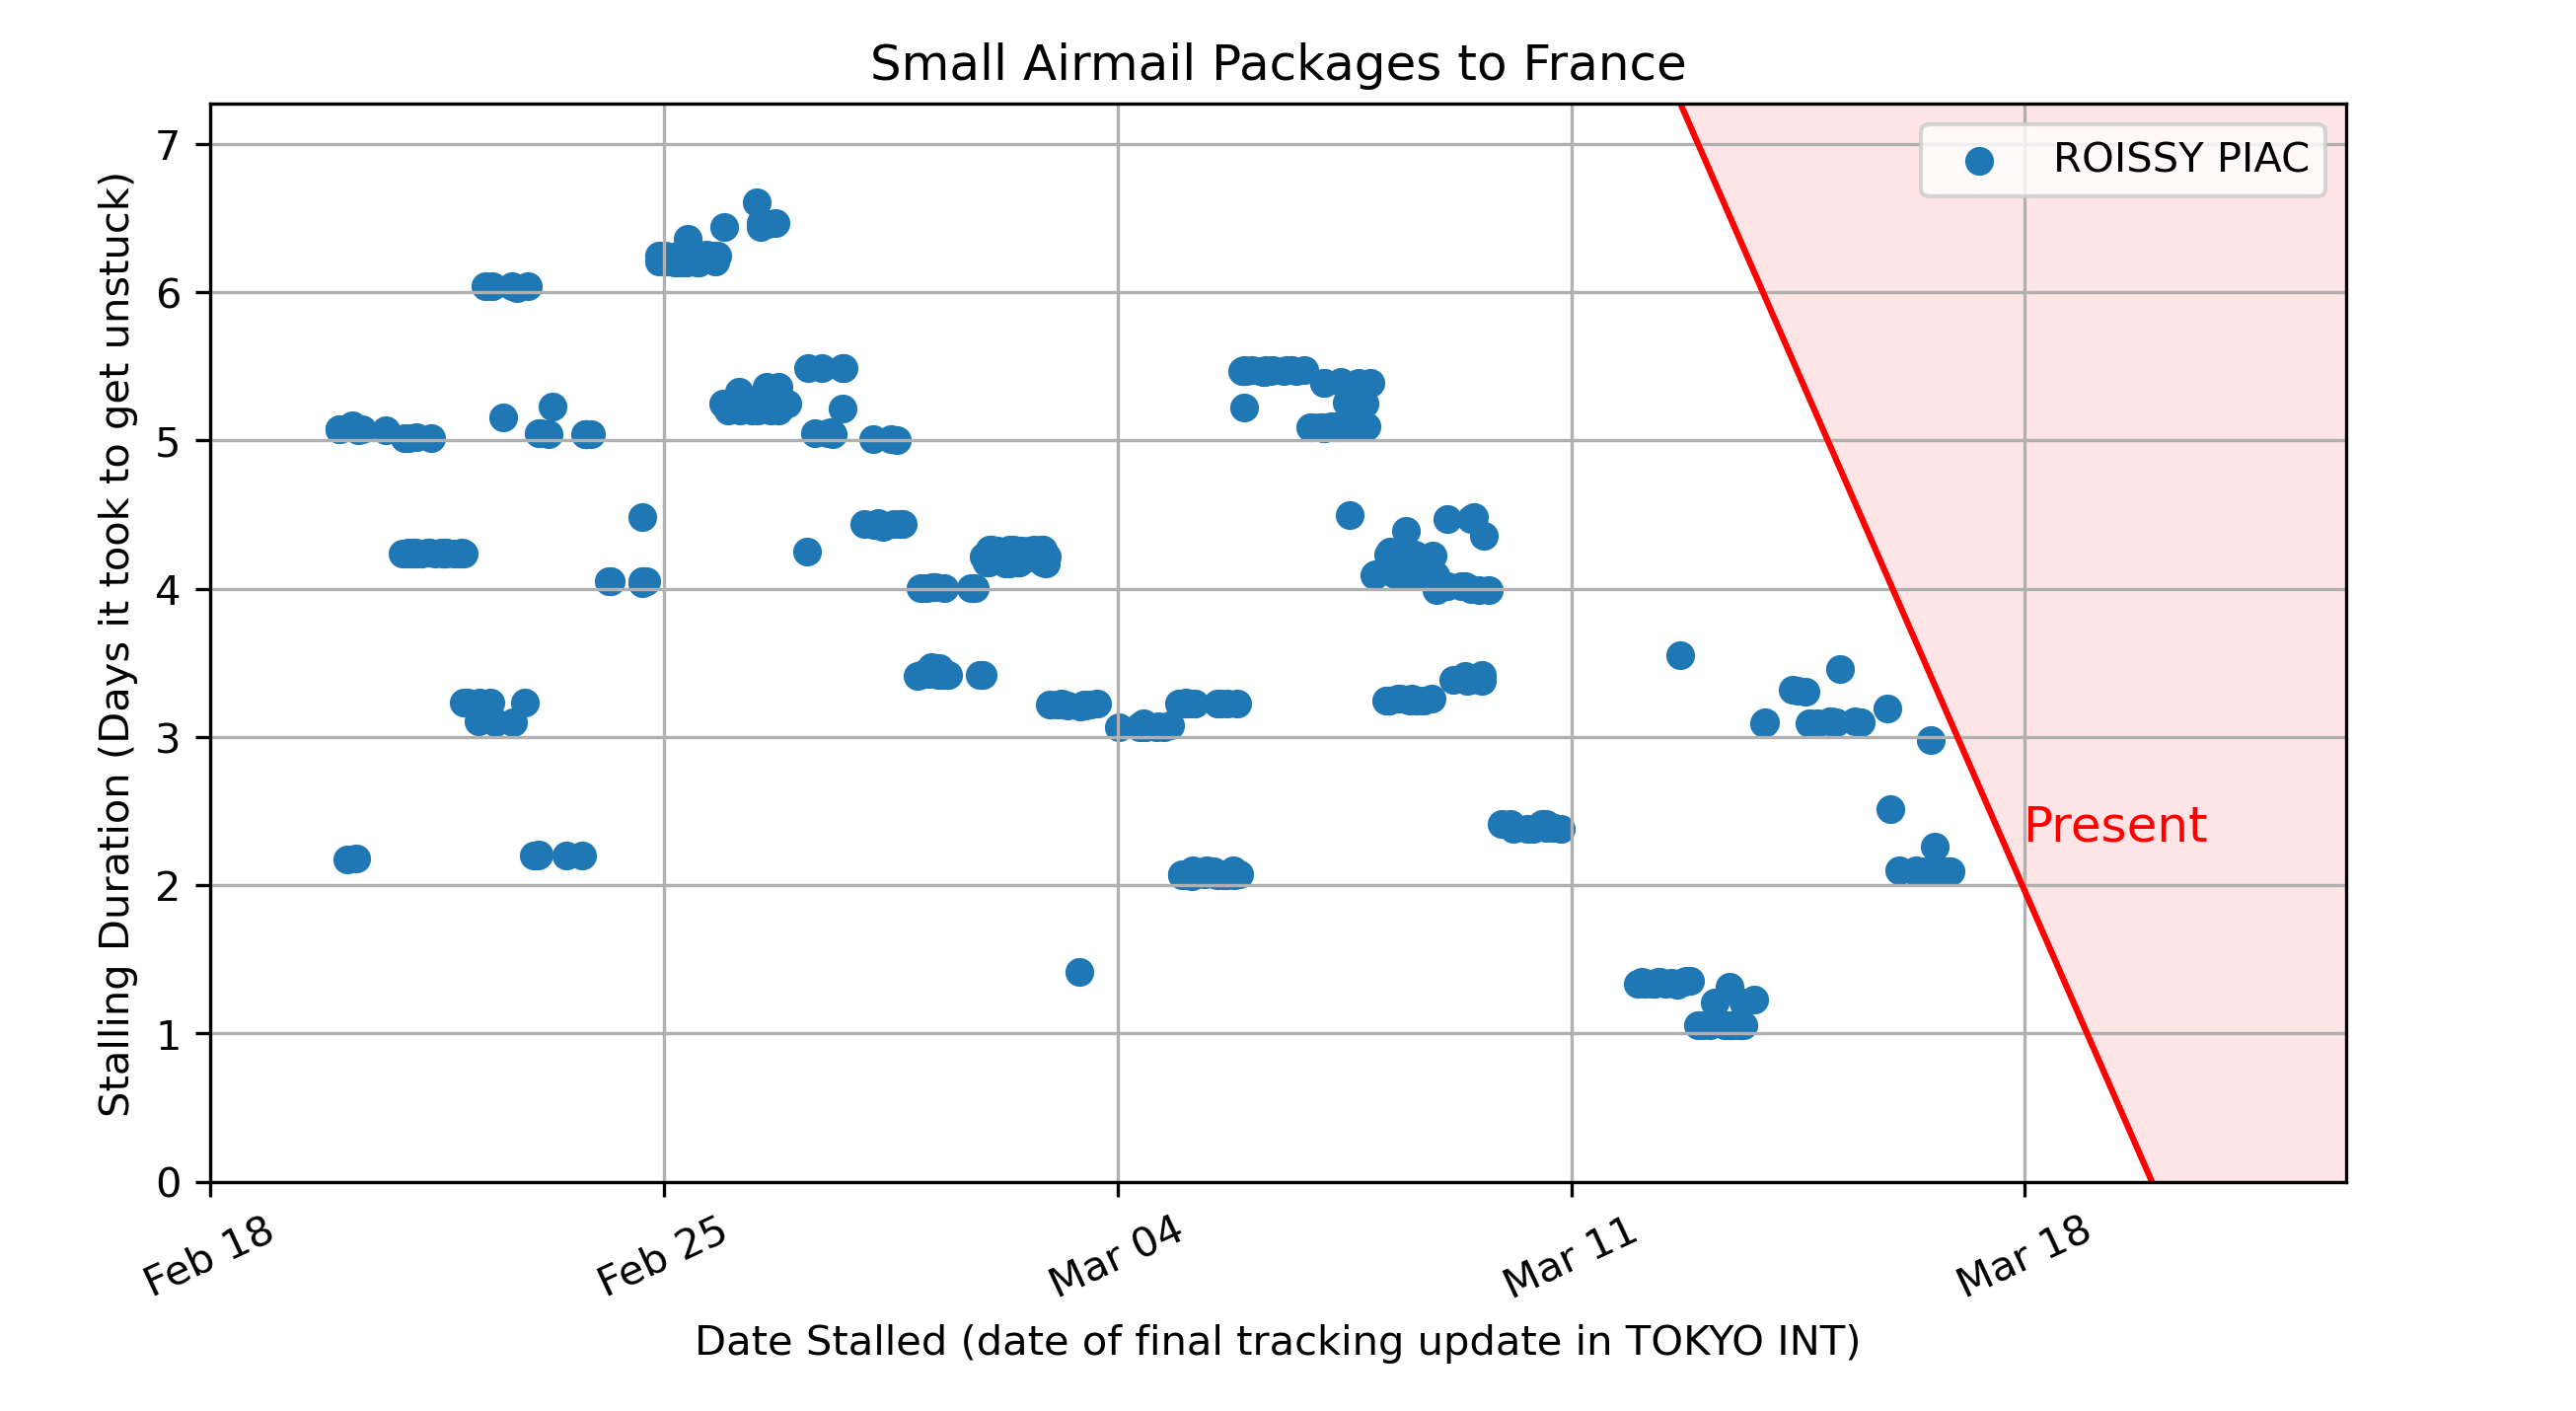 Small Airmail Packages to France
ROISSY PIAC
Stalling Duration (Days it took to get unstuck)
7
6
5
4
3
2
1
0
Present
Feb 18
Feb 25
Mar 04
Mar 11
Mar 18
Date Stalled (date of final tracking update in TOKYO INT)